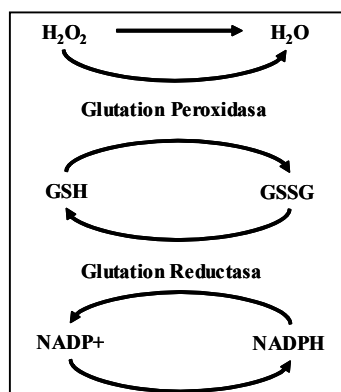 H₂O₂ H₂O
Glutation Peroxidasa
GSH GSSG
Glutation Reductasa
NADP+ NADPH